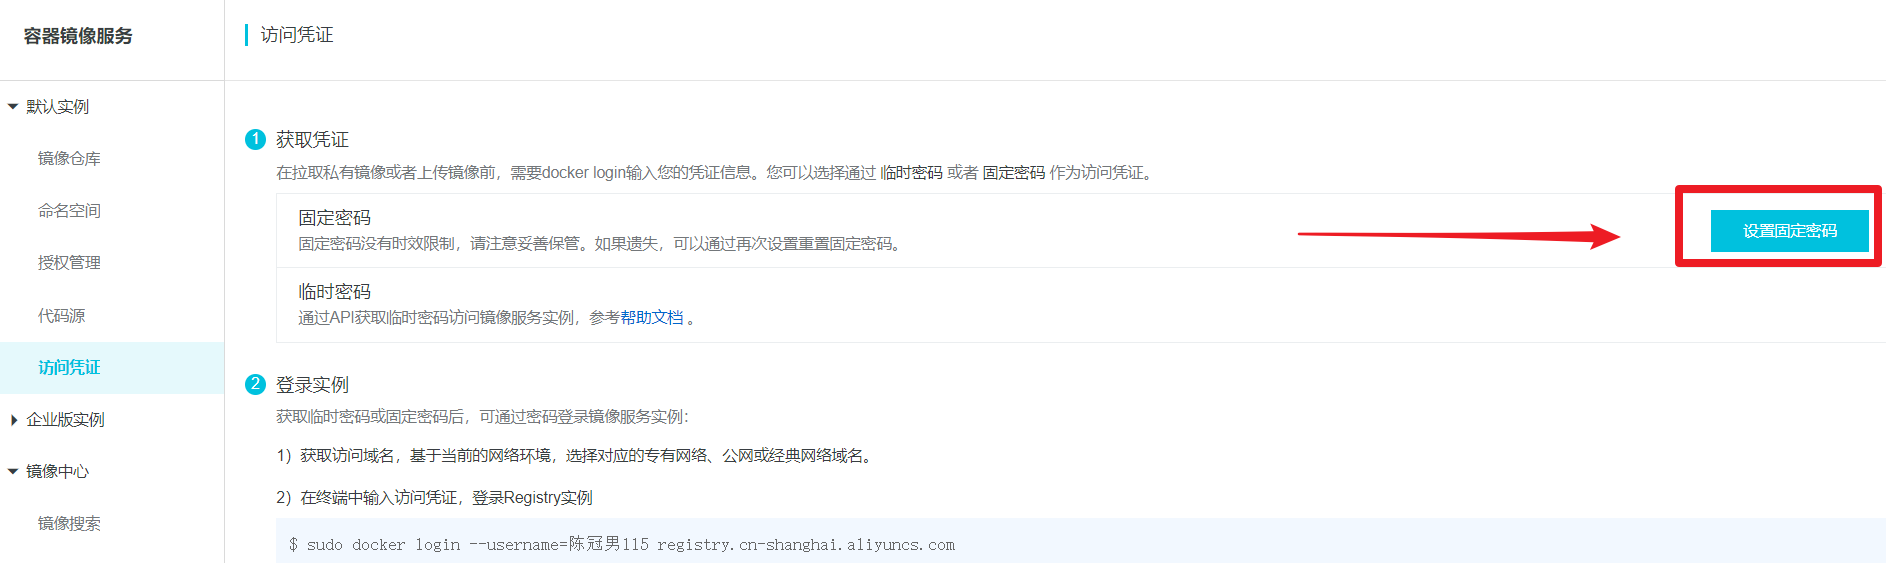 容器镜像服务
访问凭证
默认实例
镜像仓库
命名空间
授权管理
代码源
访问凭证
企业版实例
镜像中心
镜像搜索
1 获取凭证
在拉取私有镜像或者上传镜像前，需要docker login输入您的凭证信息。您可以选择通过 临时密码 或者 固定密码 作为访问凭证。
固定密码
固定密码没有时效限制，请注意妥善保管。如果遗失，可以通过再次设置重置固定密码。
设置固定密码
临时密码
通过API获取临时密码访问镜像服务实例，参考帮助文档 。
2 登录实例
获取临时密码或固定密码后，可通过密码登录镜像服务实例：
1）获取访问域名，基于当前的网络环境，选择对应的专有网络、公网或经典网络域名。
2）在终端中输入访问凭证，登录Registry实例
$ sudo docker login --username=陈冠男115 registry.cn-shanghai.aliyuncs.com